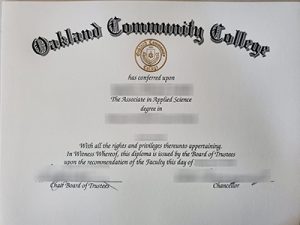 Oakland Community College
has conferred upon
The Associate in Applied Science
degree in
With all the rights and privileges thereunto appertaining.
In Witness Whereof, this diploma is issued by the Board of Trustees
upon the recommendation of the Faculty this day of
Chair Board of Trustees
Chancellor